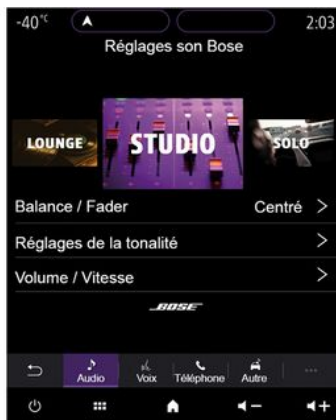 -40°C 2:03
Réglages son Bose
LOUNGE STUDIO SOLO
Balance / Fader Centré >
Réglages de la tonalité >
Volume / Vitesse >
BOSE
Audio Voix Téléphone Autre ...